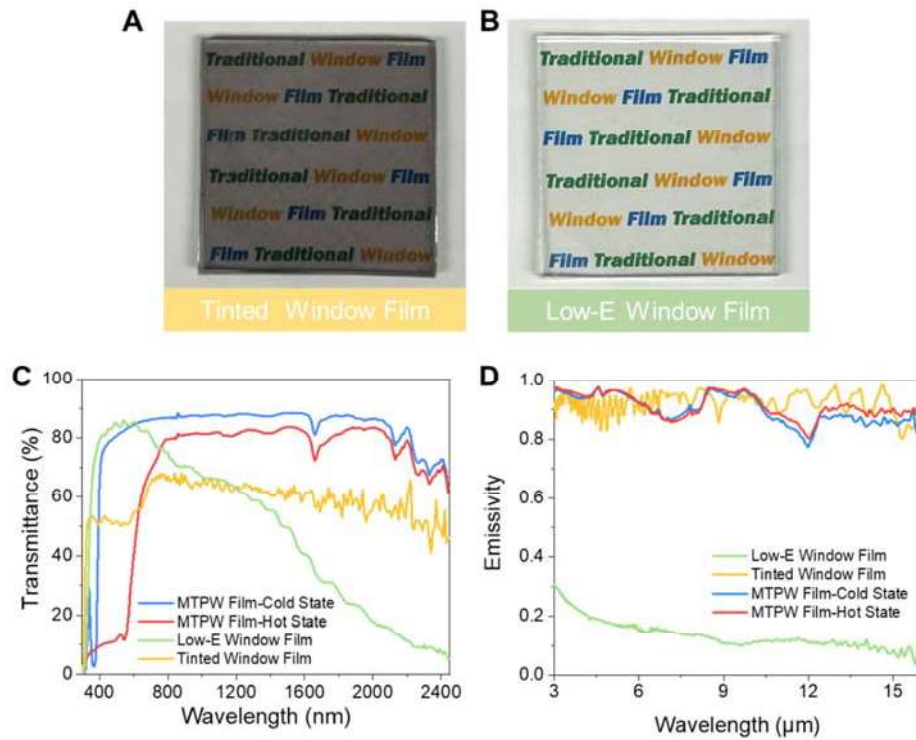 A
B
Traditional Window Film
Window Film Traditional
Film Traditional Window
Traditional Window Film
Window Film Traditional
Film Traditional Window
Tinted Window Film
Traditional Window Film
Window Film Traditional
Film Traditional Window
Traditional Window Film
Window Film Traditional
Film Traditional Window
Low-E Window Film
C
100
80
60
40
20
0
Transmittance (%)
MTPW Film-Cold State
MTPW Film-Hot State
Low-E Window Film
Tinted Window Film
400
800
1200
1600
2000
2400
Wavelength (nm)
D
1.0
0.8
0.6
0.4
0.2
0.0
Emissivity
Low-E Window Film
Tinted Window Film
MTPW Film-Cold State
MTPW Film-Hot State
3
6
9
12
15
Wavelength (μm)